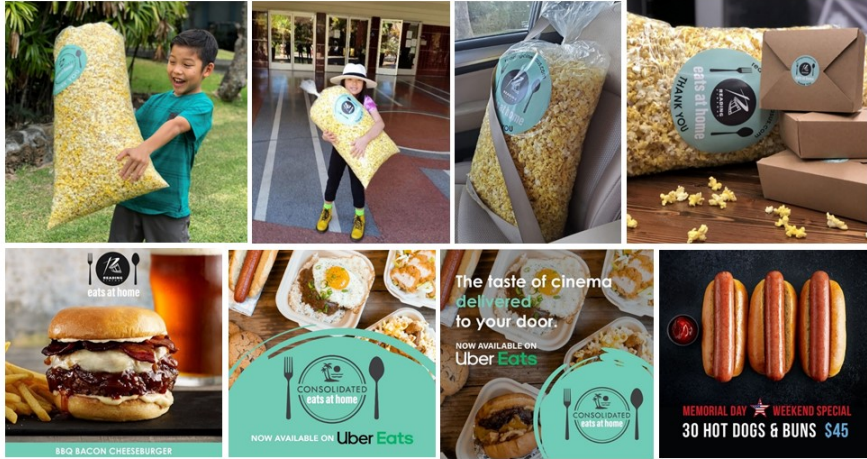 eats at home
READING
THANK YOU
READING
eats at home
CONSOLIDATED
eats at home
NOW AVAILABLE ON Uber Eats
BBQ BACON CHEESEBURGER
The taste of cinema
delivered
to your door.
NOW AVAILABLE ON
Uber Eats
CONSOLIDATED
eats at home
MEMORIAL DAY WEEKEND SPECIAL
30 HOT DOGS & BUNS $45